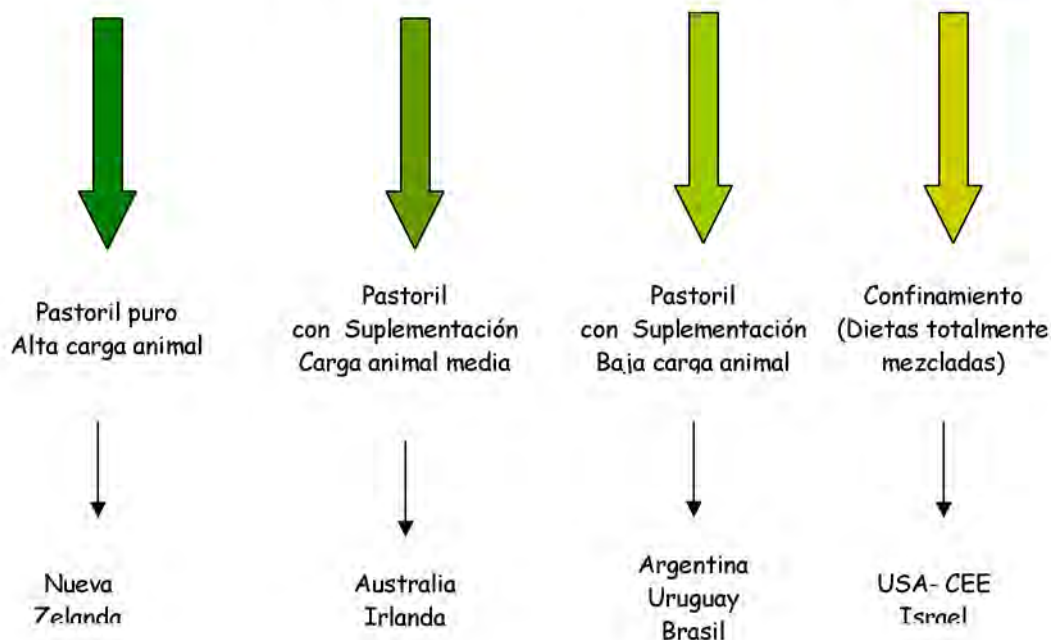 Pastoril puro
Alta carga animal
Pastoril
con Suplementación
Carga animal media
Pastoril
con Suplementación
Baja carga animal
Confinamiento
(Dietas totalmente
mezcladas)
Nueva
Zelanda
Australia
Irlanda
Argentina
Uruguay
Brasil
USA- CEE
Israel